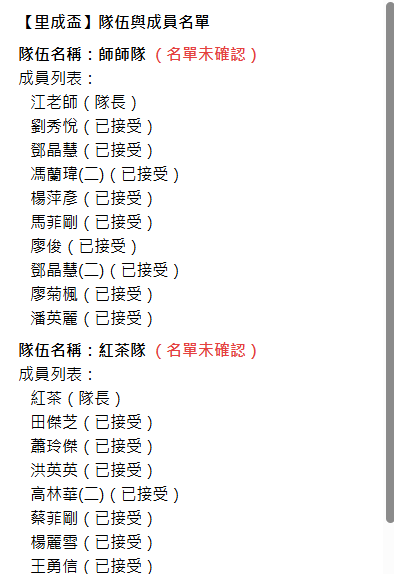 【里成盃】隊伍與成員名單
隊伍名稱：師師隊（名單未確認）
成員列表：
江老師（隊長）
劉秀悅（已接受）
鄧晶慧（已接受）
馮蘭瑋(二)（已接受）
楊萍彥（已接受）
馬菲剛（已接受）
廖俊（已接受）
鄧晶慧(二)（已接受）
廖菊楓（已接受）
潘英麗（已接受）
隊伍名稱：紅茶隊（名單未確認）
成員列表：
紅茶（隊長）
田傑芝（已接受）
蕭玲傑（已接受）
洪英英（已接受）
高林華(二)（已接受）
蔡菲剛（已接受）
楊麗雪（已接受）
王勇信（已接受）